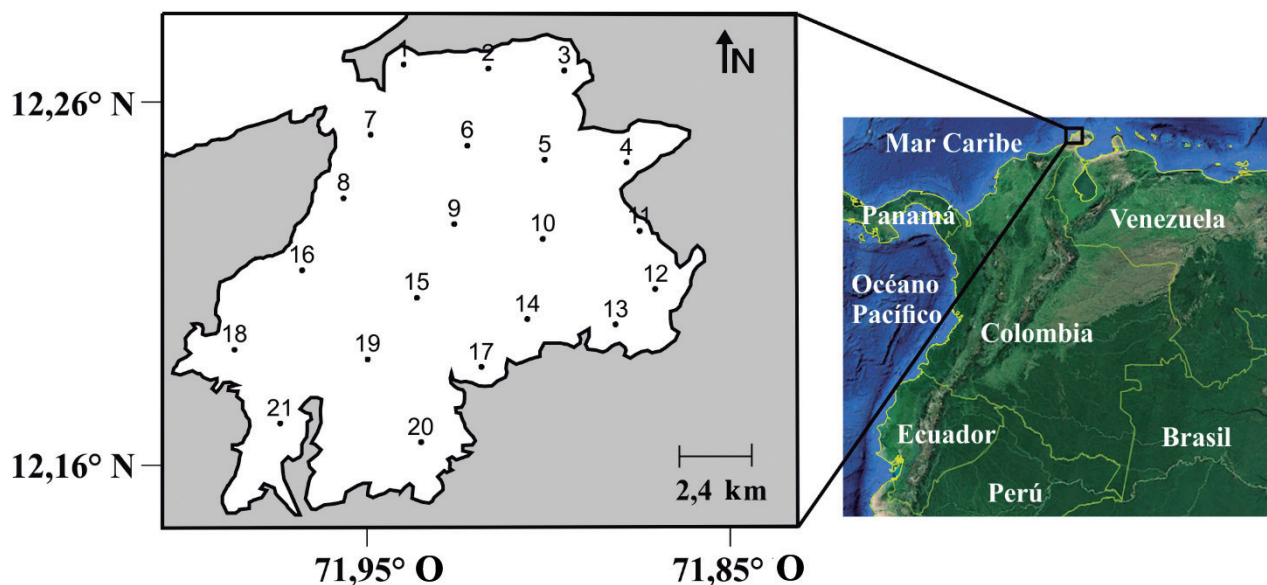 1
2
3
N
12,26° N
7
6
5
4
8
9
10
11
16
15
12
14
13
18
19
17
21
20
12,16° N
2,4 km
71,95° O
71,85° O
Mar Caribe
Panamá
Venezuela
Océano
Pacífico
Colombia
Ecuador
Brasil
Perú